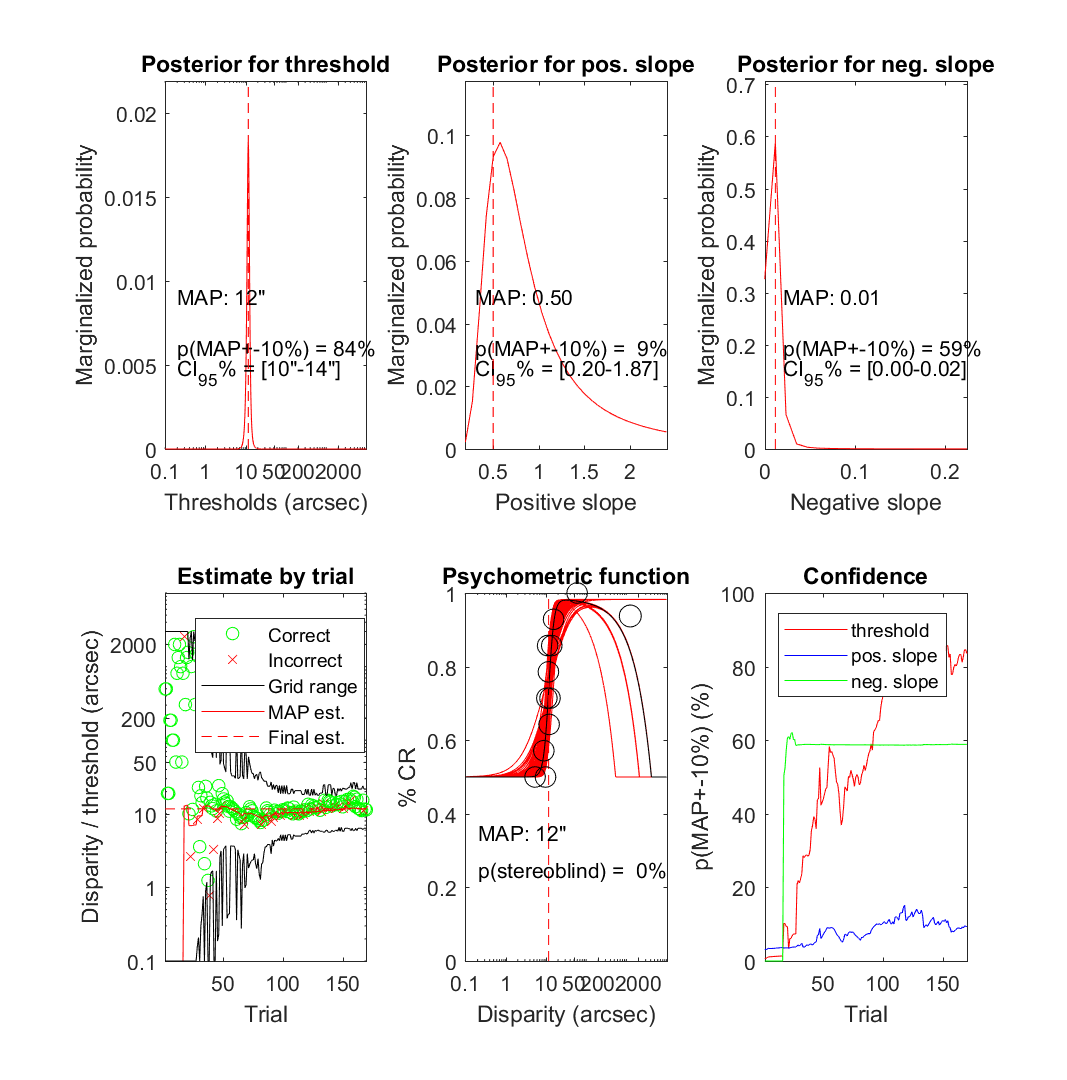 Posterior for threshold
Marginalized probability
0.02
0.015
0.01
0.005
0
MAP: 12"
p(MAP+-10%) = 84%
CI95% = [10"-14"]
0.1 1 10 50 200 2000
Thresholds (arcsec)
Posterior for pos. slope
Marginalized probability
0.1
0.08
0.06
0.04
0.02
0
MAP: 0.50
p(MAP+-10%) = 9%
CI95% = [0.20-1.87]
0.5 1 1.5 2
Positive slope
Posterior for neg. slope
Marginalized probability
0.7
0.6
0.5
0.4
0.3
0.2
0.1
0
MAP: 0.01
p(MAP+-10%) = 59%
CI95% = [0.00-0.02]
0 0.1 0.2
Negative slope
Estimate by trial
Disparity / threshold (arcsec)
2000
200
50
10
1
0.1
Correct
Incorrect
Grid range
MAP est.
Final est.
50 100 150
Trial
Psychometric function
% CR
1
0.8
0.6
0.4
0.2
0
MAP: 12"
p(stereoblind) = 0%
0.1 1 10 50 200 2000
Disparity (arcsec)
Confidence
p(MAP+-10%) (%)
100
80
60
40
20
0
threshold
pos. slope
neg. slope
50 100 150
Trial